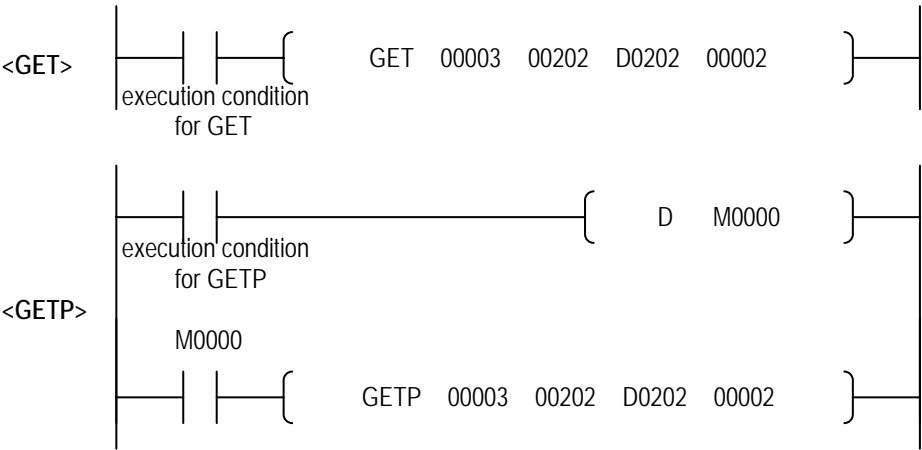 <GET>
GET 00003 00202 D0202 00002
execution condition
for GET
D M0000
execution condition
for GETP
<GETP>
M0000
GETP 00003 00202 D0202 00002